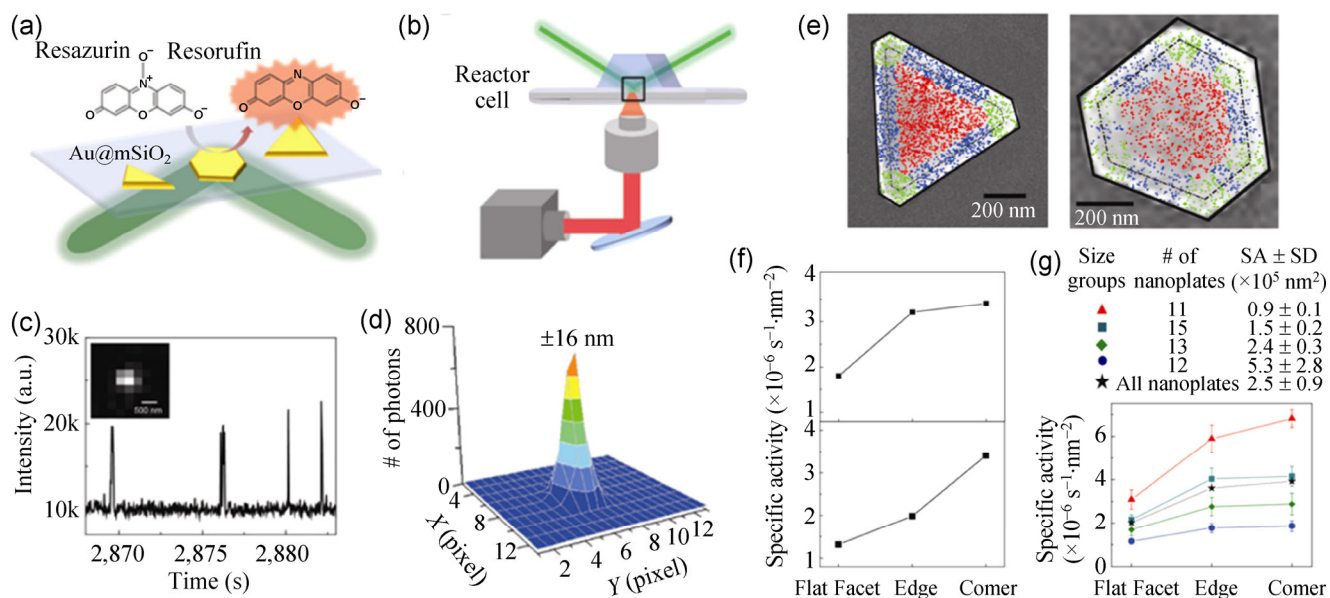 (a)
Resazurin
Resorufin
O⁻
N⁺
O
O
O⁻
N
O
O
O⁻
Au@mSiO₂
(b)
Reactor
cell
(c)
30k
20k
10k
Intensity (a.u.)
500 nm
2,870
2,875
2,880
Time (s)
(d)
800
400
0
# of photons
±16 nm
4
8
12
X (pixel)
2
4
6
8
10
12
Y (pixel)
(e)
200 nm
200 nm
(f)
4
3
2
1
3
2
1
Specific activity (×10⁻⁶ s⁻¹·nm⁻²)
Flat Facet Edge Comer
(g)
Size groups # of nanoplates SA ± SD (×10⁵ nm²)
11 0.9 ± 0.1
15 1.5 ± 0.2
13 2.4 ± 0.3
12 5.3 ± 2.8
All nanoplates 2.5 ± 0.9
6
4
2
0
Specific activity
(×10⁻⁶ s⁻¹·nm⁻²)
Flat Facet Edge Comer